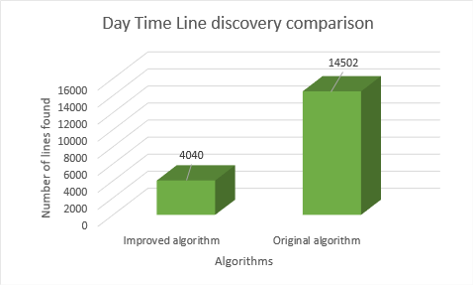 Day Time Line discovery comparison
14502
4040
16000
14000
12000
10000
8000
6000
4000
2000
0
Number of lines found
Improved algorithm
Original algorithm
Algorithms